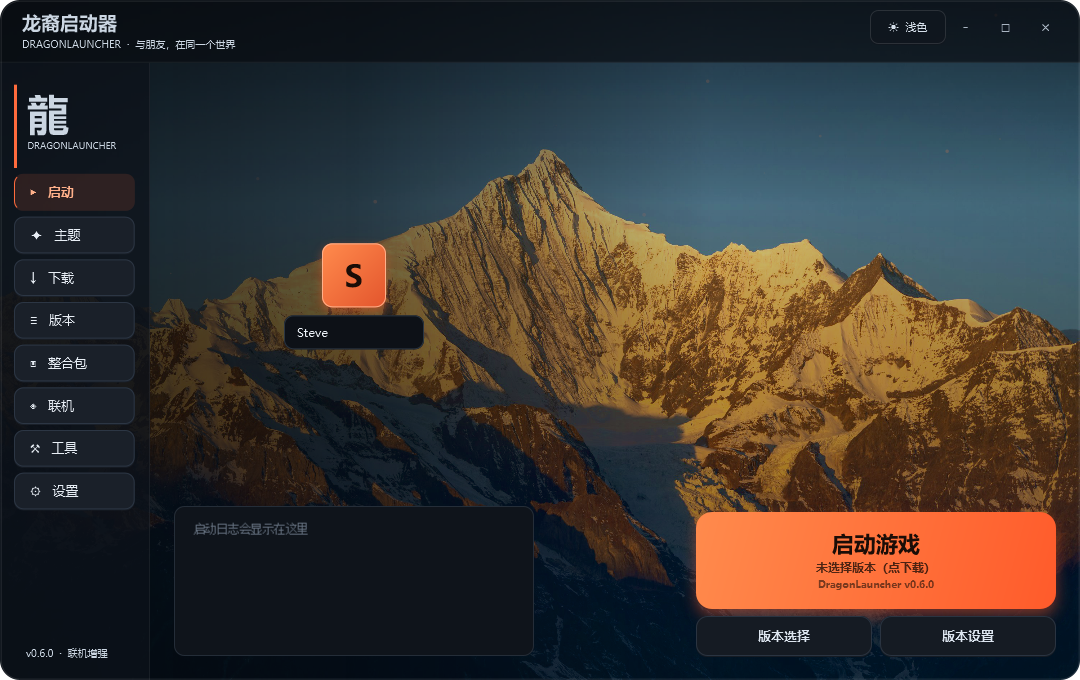 龙裔启动器
DRAGONLAUNCHER · 与朋友，在同一个世界
☀ 浅色
龍
DRAGONLAUNCHER
启动
主题
下载
版本
整合包
联机
工具
设置
S
Steve
启动日志会显示在这里
启动游戏
未选择版本（点下载）
DragonLauncher v0.6.0
版本选择
版本设置
v0.6.0 · 联机增强